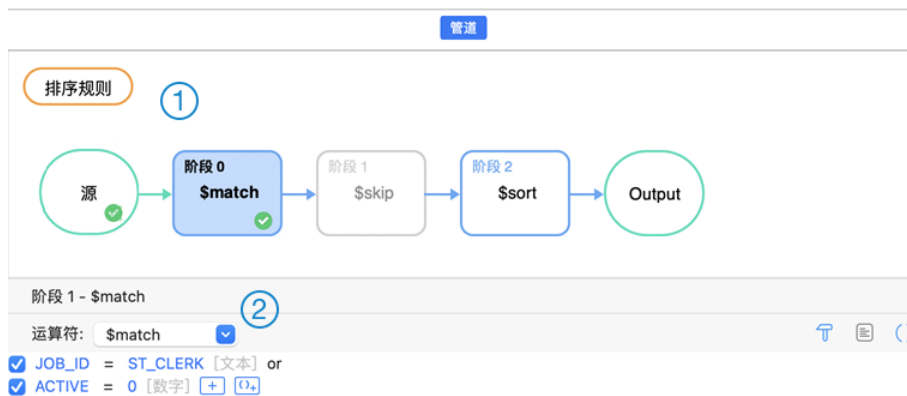 管道
排序规则
①
源
阶段 0
$match
阶段 1
$skip
阶段 2
$sort
Output
阶段 1 - $match
②
运算符: $match
JOB_ID = ST_CLERK [文本] or
ACTIVE = 0 [数字]